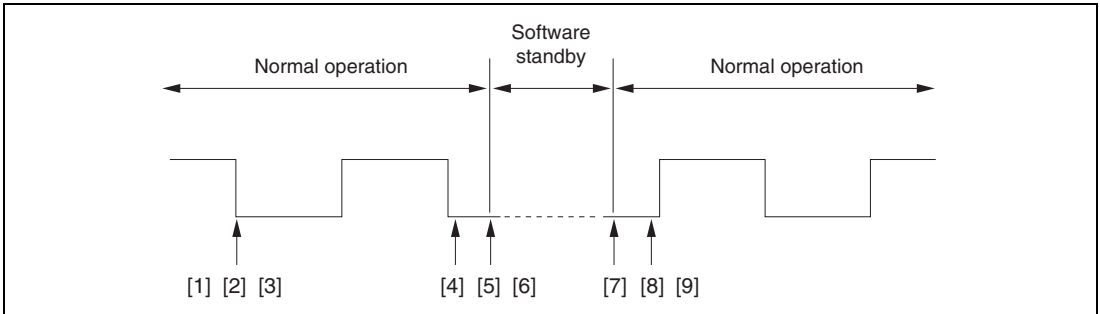 Software
standby
Normal operation
Normal operation
[1] [2] [3]
[4] [5] [6]
[7] [8] [9]